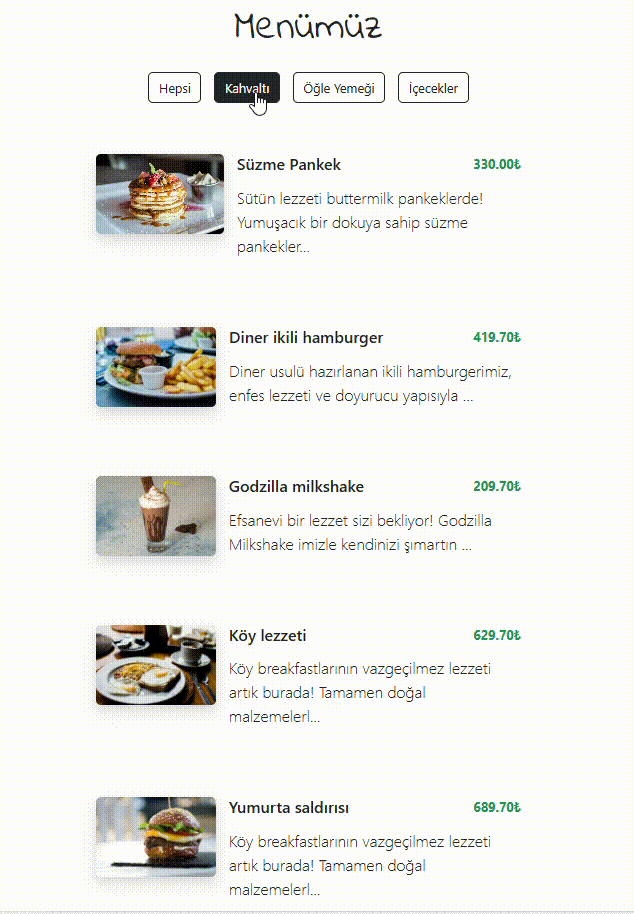 Menümüz
Hepsi
Kahvaltı
Öğle Yemeği
İçecekler
Süzme Pankek 330.00₺
Sütün lezzeti buttermilk pankeklerde!
Yumuşacık bir dokuya sahip süzme
pankekler...
Diner ikili hamburger 419.70₺
Diner usulü hazırlanan ikili hamburgerimiz,
enfes lezzeti ve doyurucu yapısıyla ...
Godzilla milkshake 209.70₺
Efsanevi bir lezzet sizi bekliyor! Godzilla
Milkshake imizle kendinizi şımartın ...
Köy lezzeti 629.70₺
Köy breakfastlarının vazgeçilmez lezzeti
artık burada! Tamamen doğal
malzemelerl...
Yumurta saldırısı 689.70₺
Köy breakfastlarının vazgeçilmez lezzeti
artık burada! Tamamen doğal
malzemelerl...